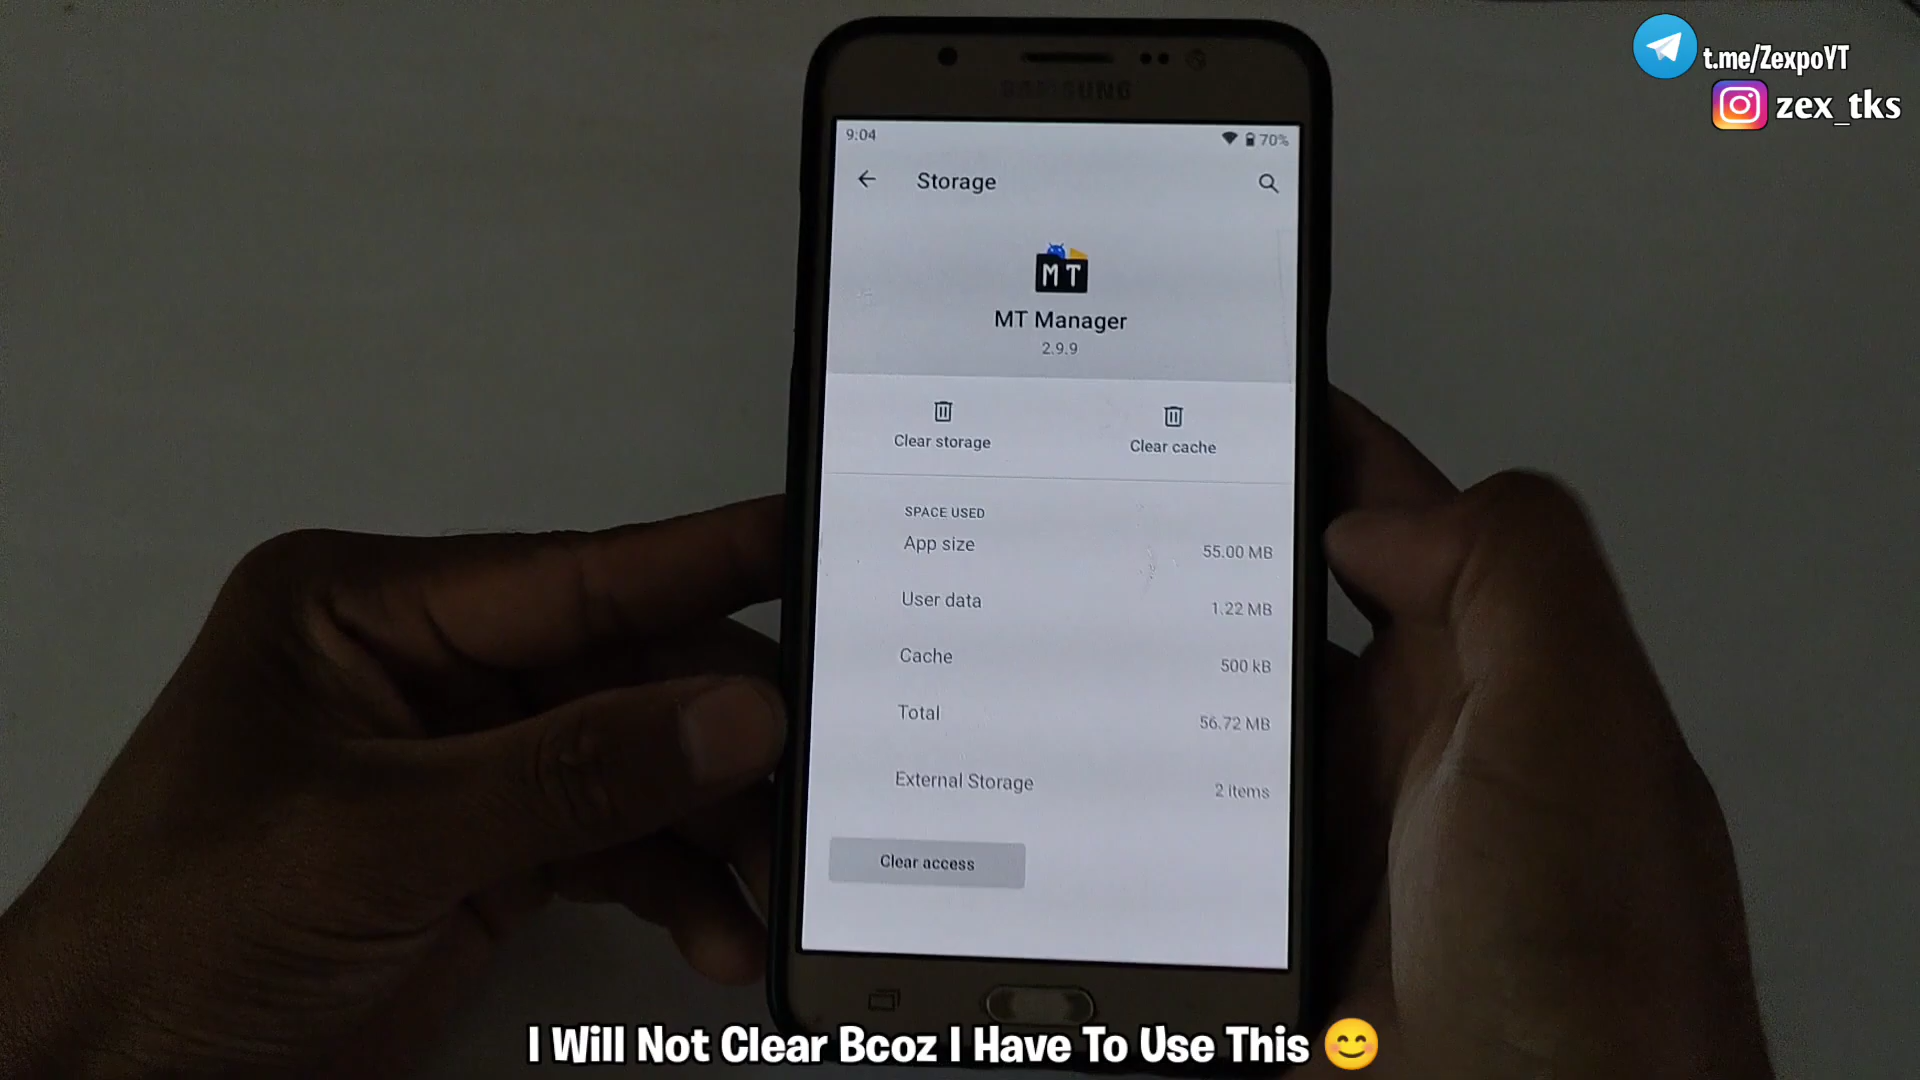 t.me/ZexpoYT
zex_tks
SAMSUNG
9:04 70%
Storage
MT
MT Manager
2.9.9
Clear storage
Clear cache
SPACE USED
App size 55.00 MB
User data 1.22 MB
Cache 500 kB
Total 56.72 MB
External Storage 2 items
Clear access
I Will Not Clear Bcoz I Have To Use This 😊